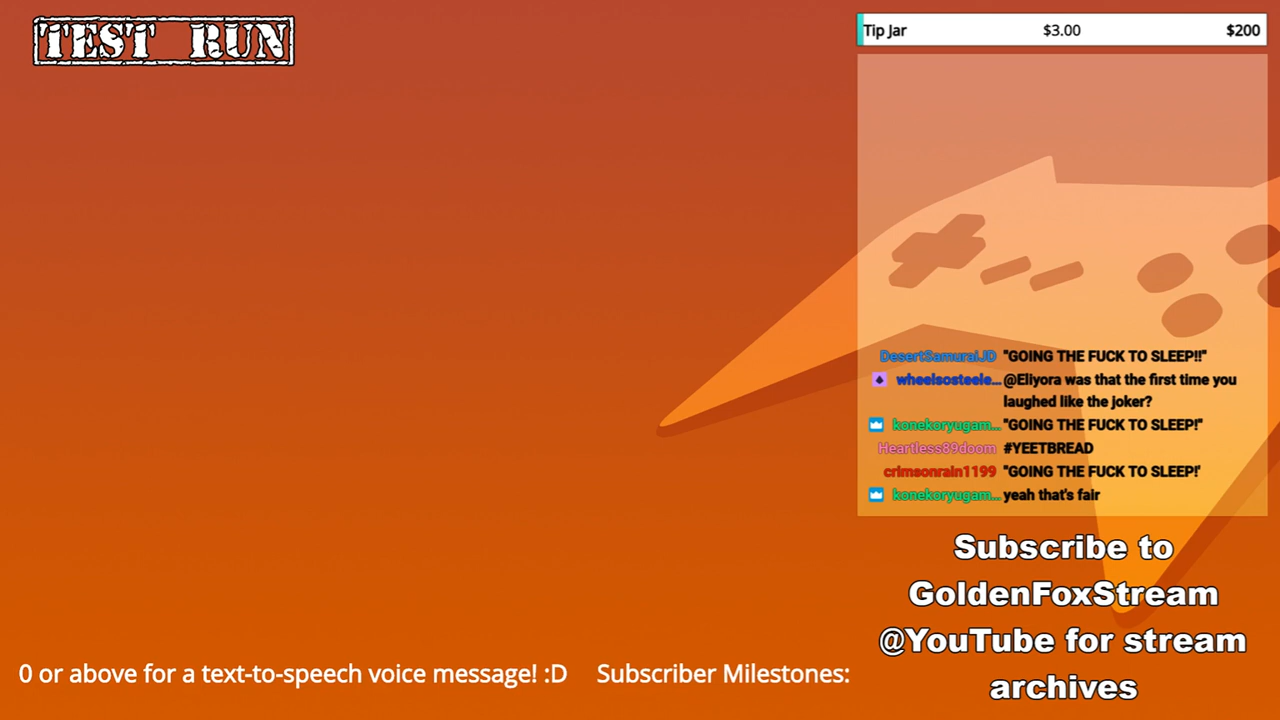 TEST RUN
Tip Jar $3.00 $200
DesertSamuraiJD "GOING THE FUCK TO SLEEP!!"
wheelsosteele... @Eliyora was that the first time you
laughed like the joker?
konekoryugam... "GOING THE FUCK TO SLEEP!"
Heartless89doom #YEETBREAD
crimsonrain1199 "GOING THE FUCK TO SLEEP!'
konekoryugam... yeah that's fair
Subscribe to
GoldenFoxStream
@YouTube for stream
archives
0 or above for a text-to-speech voice message! :D Subscriber Milestones: